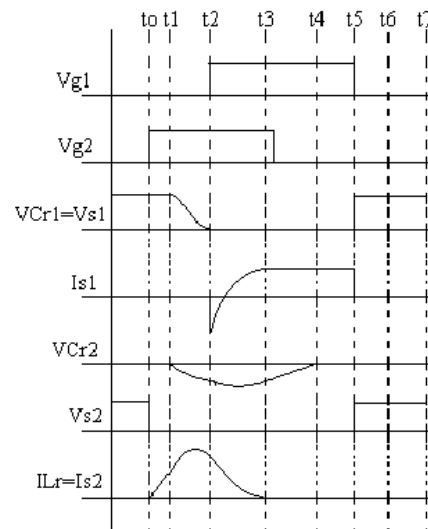 to t1 t2 t3 t4 t5 t6 t7
Vg1
Vg2
VCr1=Vs1
Is1
VCr2
Vs2
ILr=Is2